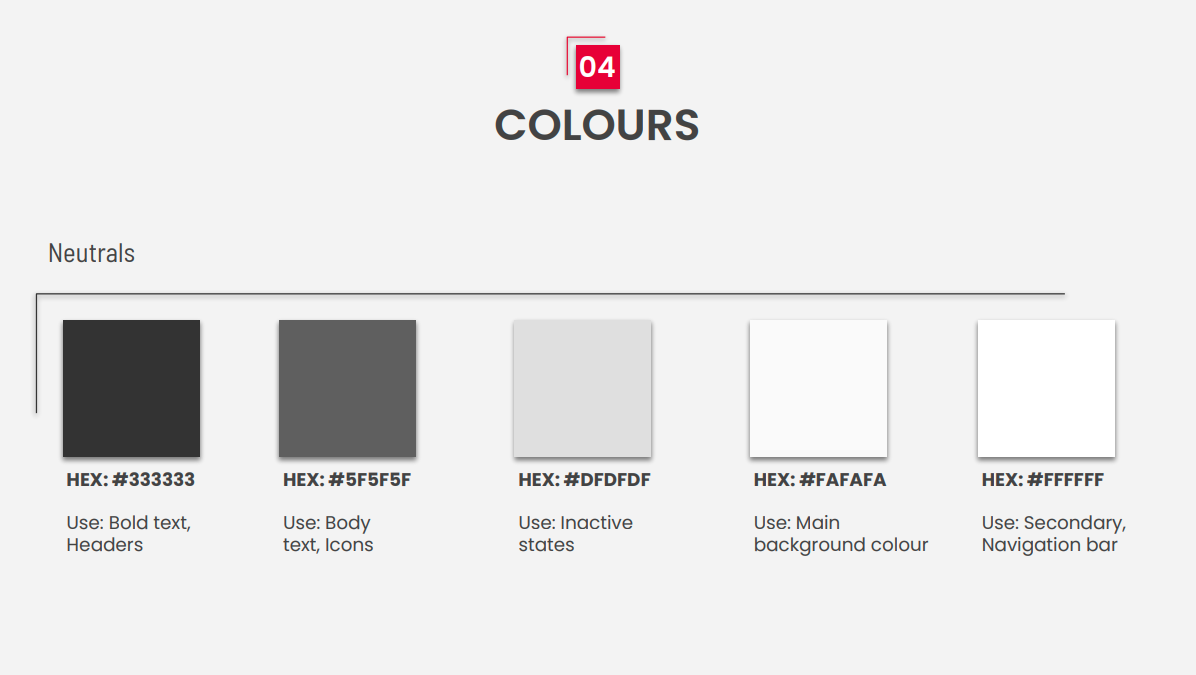 04
COLOURS
Neutrals
HEX: #333333
Use: Bold text,
Headers
HEX: #5F5F5F
Use: Body
text, Icons
HEX: #DFDFDF
Use: Inactive
states
HEX: #FAFAFA
Use: Main
background colour
HEX: #FFFFFF
Use: Secondary,
Navigation bar